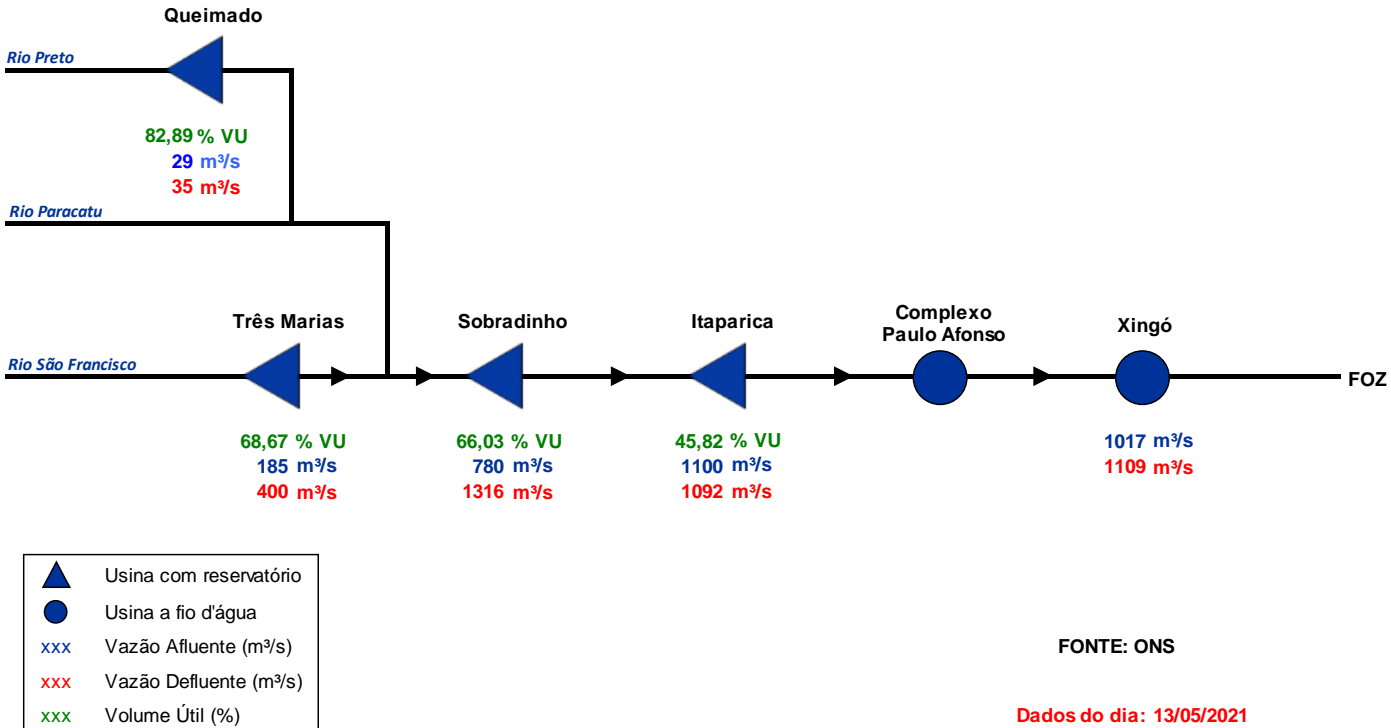 Queimado
Rio Preto
82,89 % VU
29 m³/s
35 m³/s
Rio Paracatu
Três Marias
Sobradinho
Itaparica
Complexo
Paulo Afonso
Xingó
Rio São Francisco
FOZ
68,67 % VU
185 m³/s
400 m³/s
66,03 % VU
780 m³/s
1316 m³/s
45,82 % VU
1100 m³/s
1092 m³/s
1017 m³/s
1109 m³/s
Usina com reservatório
Usina a fio d'água
xxx Vazão Afluente (m³/s)
xxx Vazão Defluente (m³/s)
xxx Volume Útil (%)
FONTE: ONS
Dados do dia: 13/05/2021